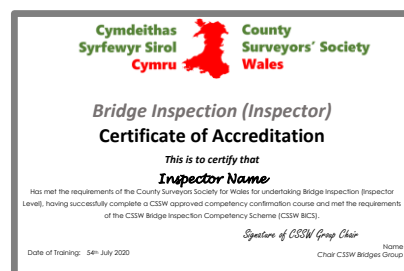 Cymdeithas
Syrfewyr Sirol
Cymru
County
Surveyors' Society
Wales
Bridge Inspection (Inspector)
Certificate of Accreditation
This is to certify that
Inspector Name
Has met the requirements of the County Surveyors Society for Wales for undertaking Bridge Inspection (Inspector
Level), having successfully complete a CSSW approved competency confirmation course and met the requirements
of the CSSW Bridge Inspection Competency Scheme (CSSW BICS).
Signature of CSSW Group Chair
Name
Date of Training: 54th July 2020
Chair CSSW Bridges Group